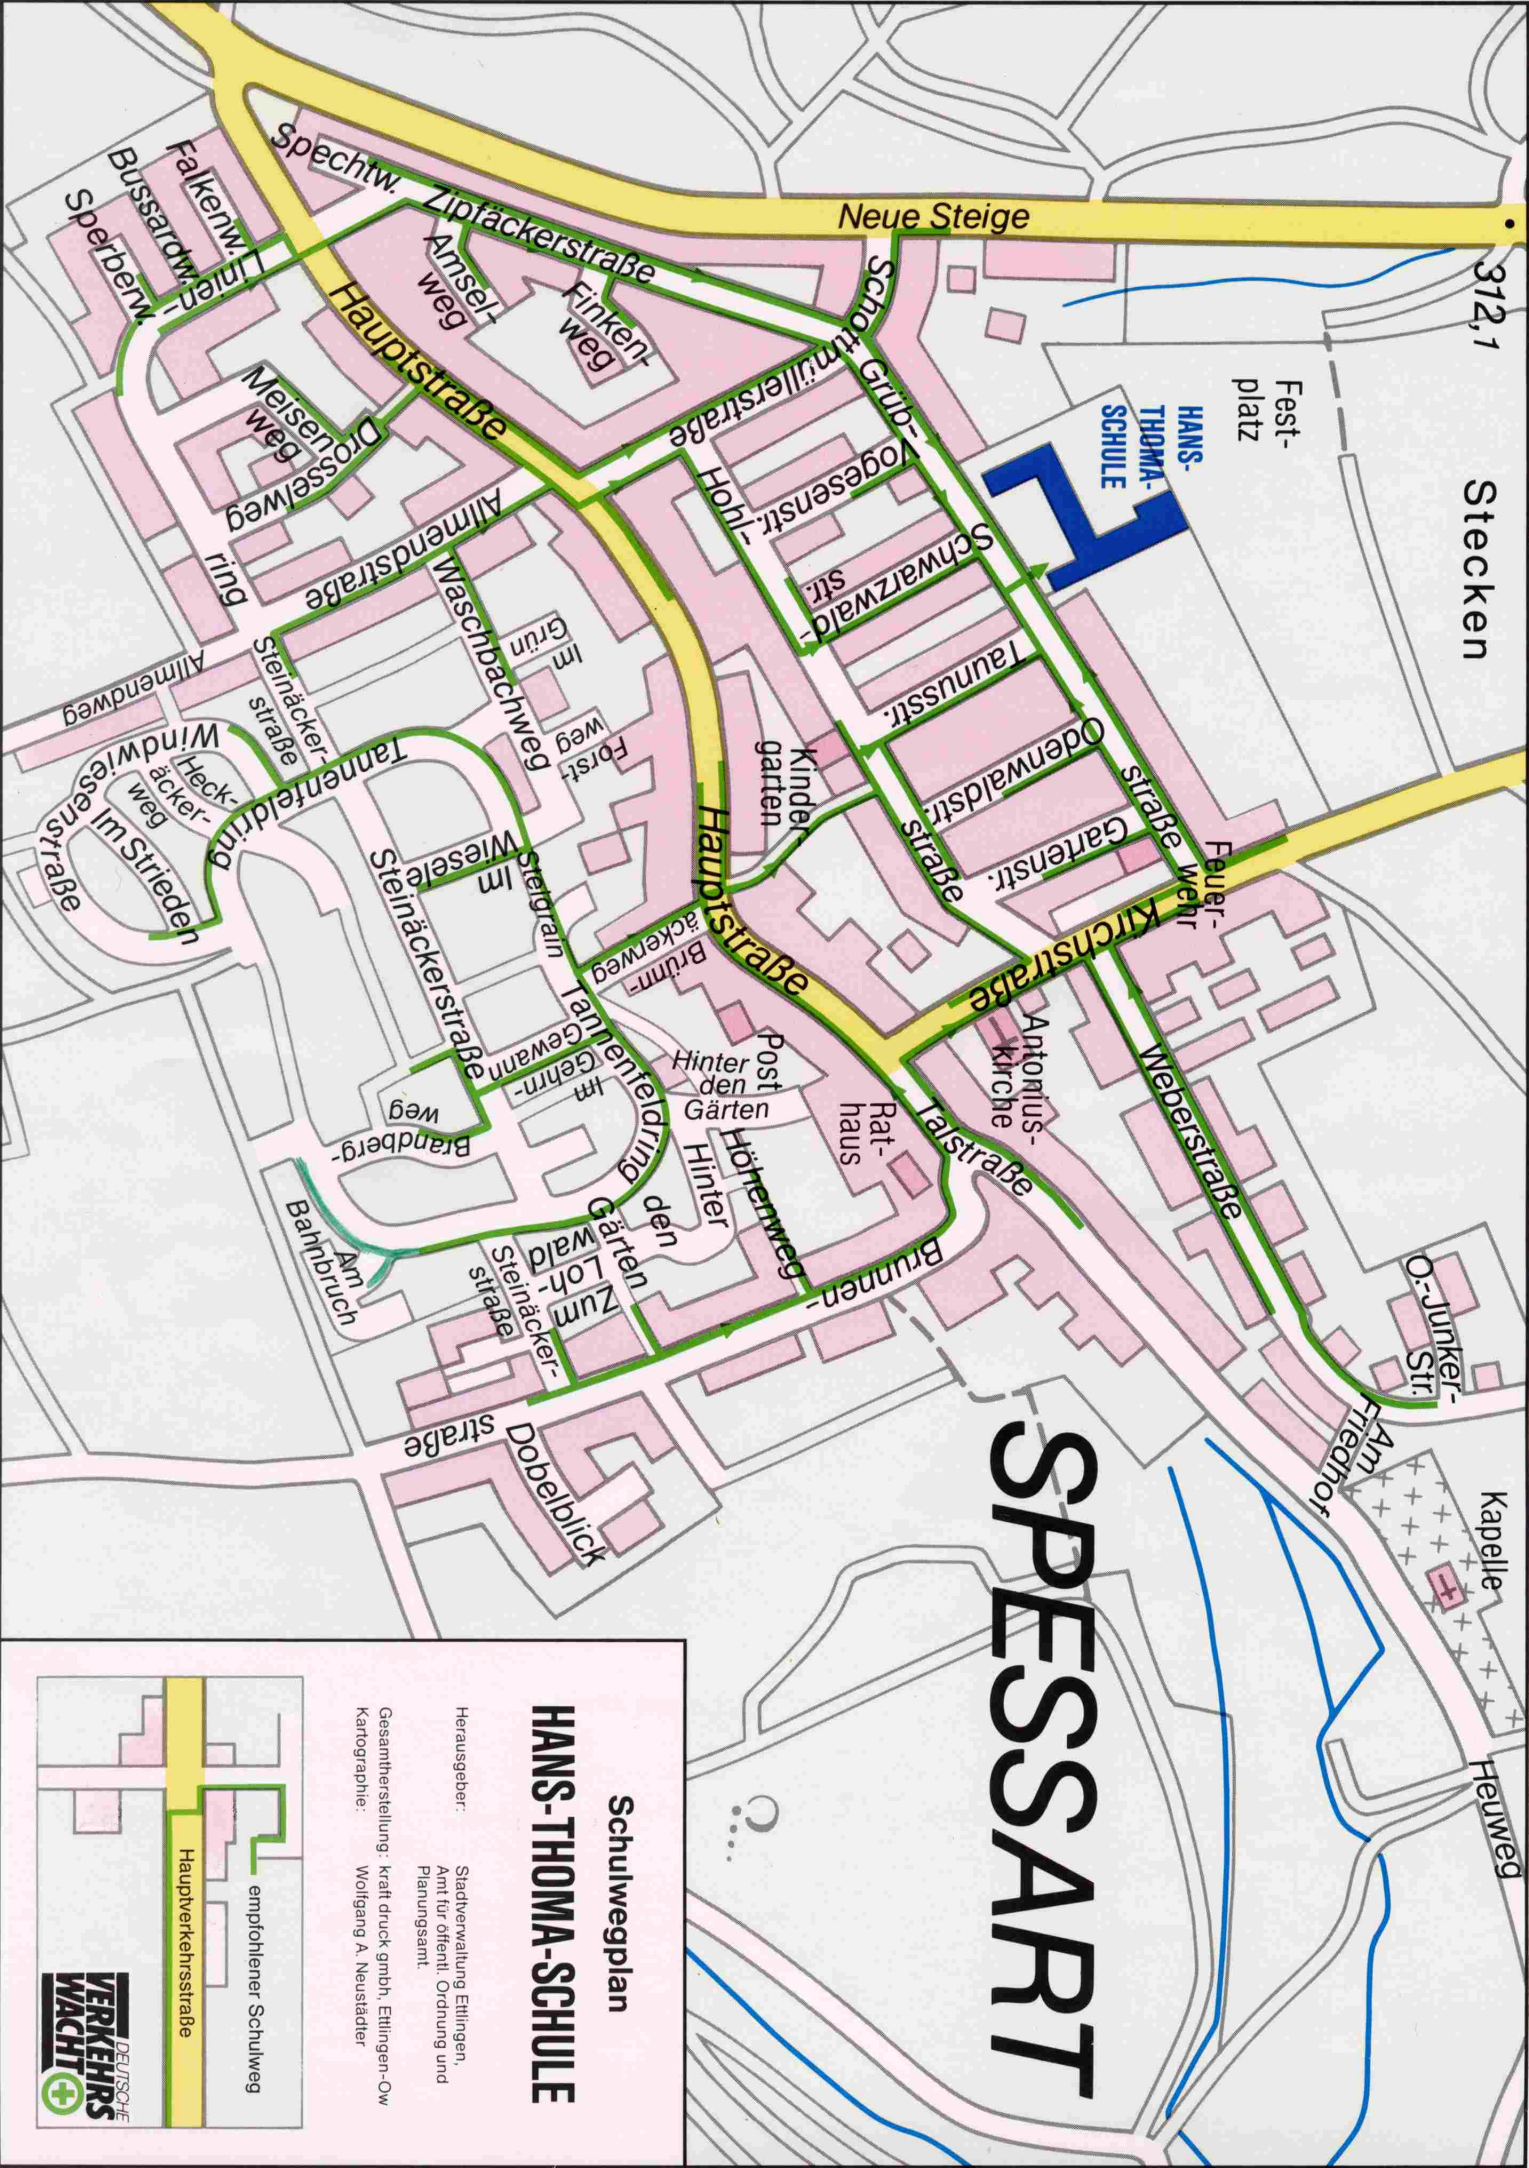 Neue Steige
312,1
Stecken
Fest-
platz
HANS-
THOMA-
SCHULE
Spechtw.
Zipfäckerstraße
Amsel-
weg
Finken-
weg
Falkenw.
Bussardw.
Sperberw.
Linien-
ring
Hauptstraße
Meisen-
weg
Drosselweg
Schottmüllerstraße
Grüb-
straße
Vogesenstr.
Hohl-
straße
Schwarzwald-
str.
Taunusstr.
Odenwaldstr.
Gartenstr.
Feuer-
wehr
Kirchstraße
Kinder-
garten
Allmendstraße
Allmendweg
Waschbachweg
Im
Grün
Forst-
weg
Steinäcker-
straße
Tannenfeldring
Windwiesenstraße
Heck-
äcker-
weg
Im Strieden
Im
Wiesele
Steigrain
Steinäckerstraße
Brünn-
äckerweg
Hauptstraße
Tannenfeldring
Im
Gehrn-
Gewann
Brandberg-
weg
Am
Bahnbruch
Post
Hinter
den
Gärten
Hinter
den
Gärten
Höhenweg
Rat-
haus
Antonius-
kirche
Talstraße
Weberstraße
Brunnen-
straße
Zum
Loh-
wald
Steinäcker-
straße
Dobelblick
O.-Junker-
Str.
Am
Friedhof
Kapelle
Heuweg
SPESSART
Schulwegplan
HANS-THOMA-SCHULE
Herausgeber: Stadtverwaltung Ettlingen,
Amt für öffentl. Ordnung und
Planungsamt.
Gesamtherstellung: kraft druck gmbh, Ettlingen-Ow
Kartographie: Wolfgang A. Neustädter
empfohlener Schulweg
Hauptverkehrsstraße
DEUTSCHE
VERKEHRS
WACHT